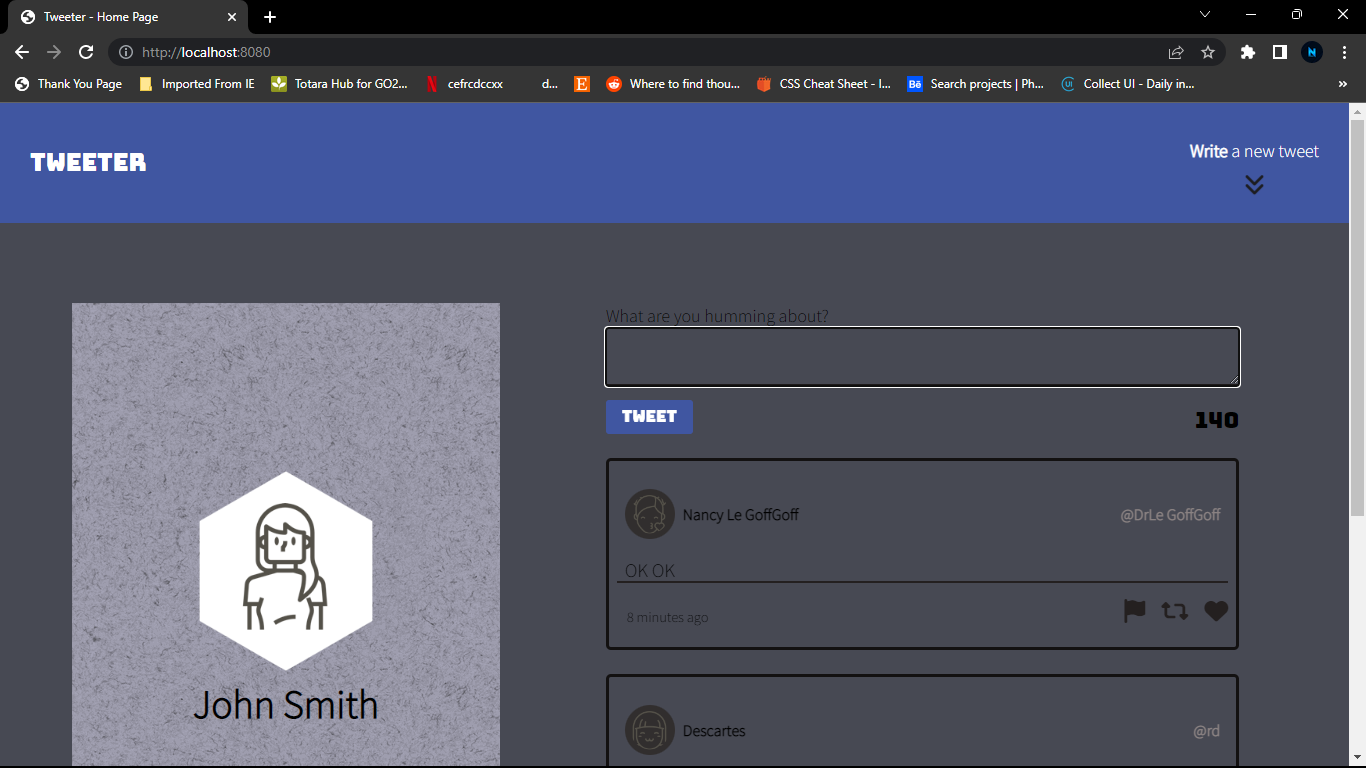 Tweeter - Home Page
http://localhost:8080
Thank You Page
Imported From IE
Totara Hub for GO2...
cefrcdccxx
d...
Where to find thou...
CSS Cheat Sheet - I...
Bē
Search projects | Ph...
Collect UI - Daily in...
»
TWEETER
Write a new tweet
What are you humming about?
TWEET
140
Nancy Le GoffGoff
@DrLe GoffGoff
OK OK
8 minutes ago
John Smith
Descartes
@rd